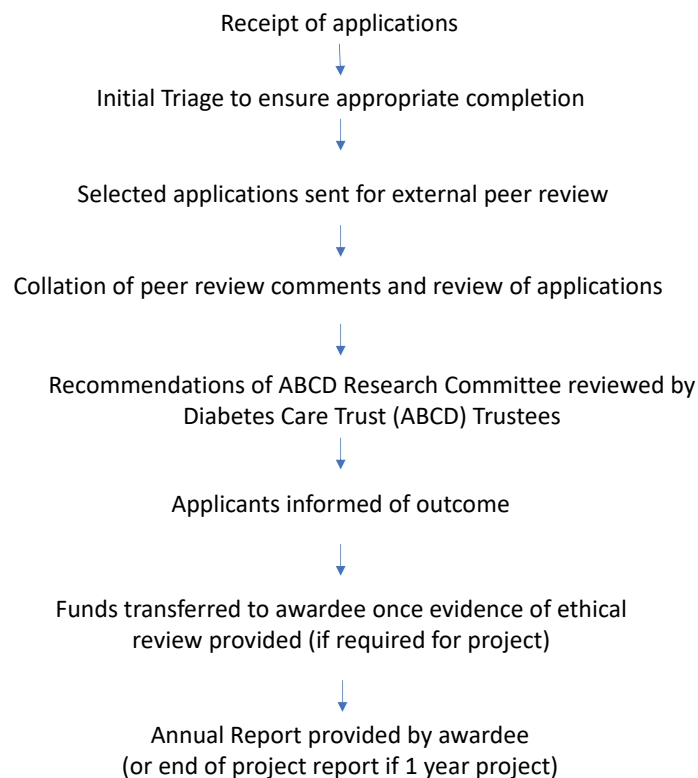 Receipt of applications
Initial Triage to ensure appropriate completion
Selected applications sent for external peer review
Collation of peer review comments and review of applications
Recommendations of ABCD Research Committee reviewed by
Diabetes Care Trust (ABCD) Trustees
Applicants informed of outcome
Funds transferred to awardee once evidence of ethical
review provided (if required for project)
Annual Report provided by awardee
(or end of project report if 1 year project)